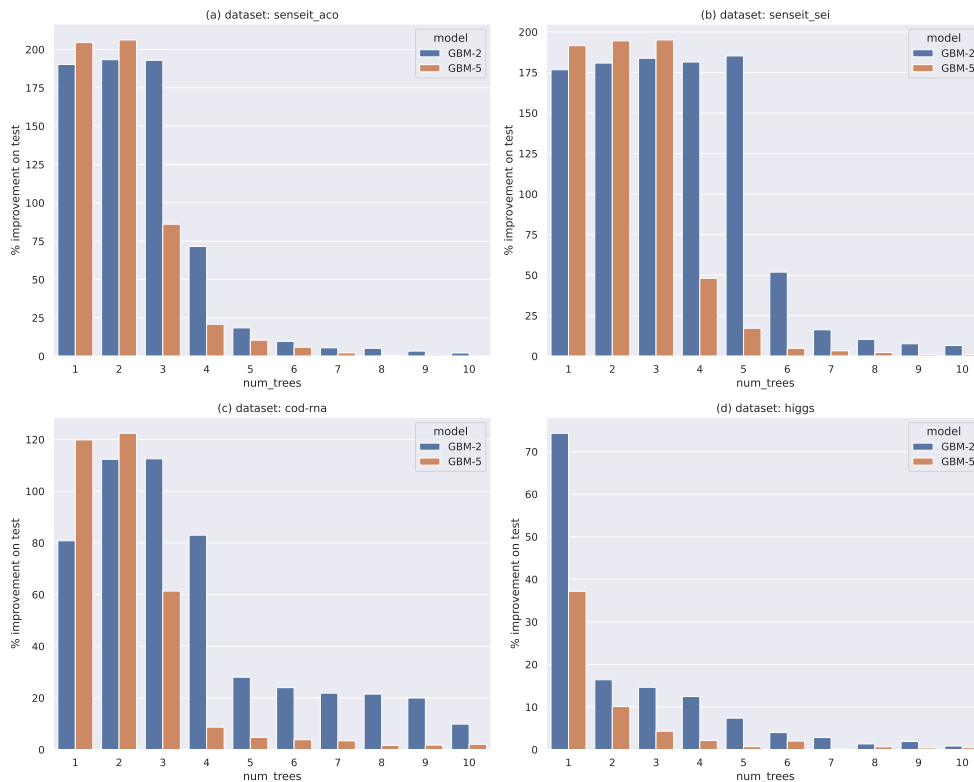 (a) dataset: senseit_aco
model
GBM-2
GBM-5
200
175
150
125
100
75
50
25
0
% improvement on test
1 2 3 4 5 6 7 8 9 10
num_trees
(b) dataset: senseit_sei
model
GBM-2
GBM-5
200
175
150
125
100
75
50
25
0
% improvement on test
1 2 3 4 5 6 7 8 9 10
num_trees
(c) dataset: cod-rna
model
GBM-2
GBM-5
120
100
80
60
40
20
0
% improvement on test
1 2 3 4 5 6 7 8 9 10
num_trees
(d) dataset: higgs
model
GBM-2
GBM-5
70
60
50
40
30
20
10
0
% improvement on test
1 2 3 4 5 6 7 8 9 10
num_trees